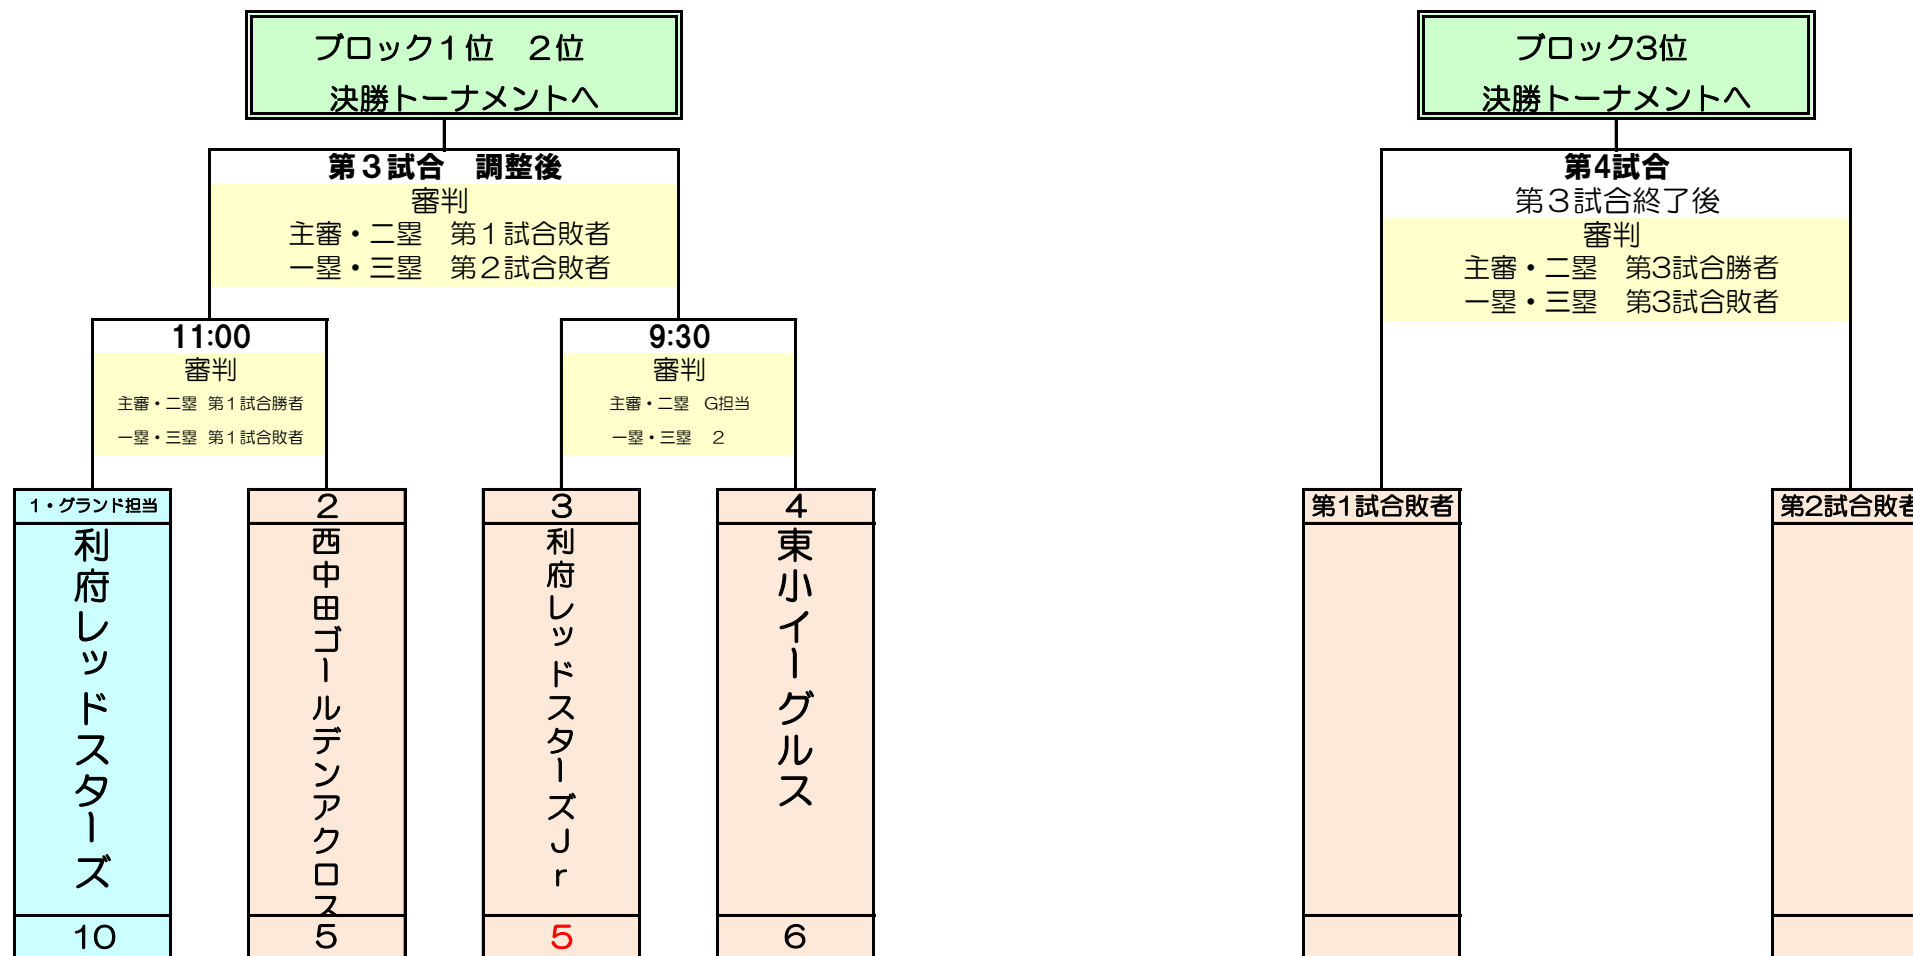 ブロック１位　２位
決勝トーナメントへ
第３試合　調整後
審判
主審・二塁　第１試合敗者
一塁・三塁　第２試合敗者
11:00
審判
主審・二塁 第１試合勝者
一塁・三塁 第１試合敗者
9:30
審判
主審・二塁　G担当
一塁・三塁　２
1・グランド担当
利府レッドスターズ
10
2
西中田ゴールデンアクロス
5
3
利府レッドスターズＪｒ
5
4
東小イーグルス
6
ブロック3位
決勝トーナメントへ
第4試合
第３試合終了後
審判
主審・二塁　第3試合勝者
一塁・三塁　第3試合敗者
第1試合敗者
第2試合敗者